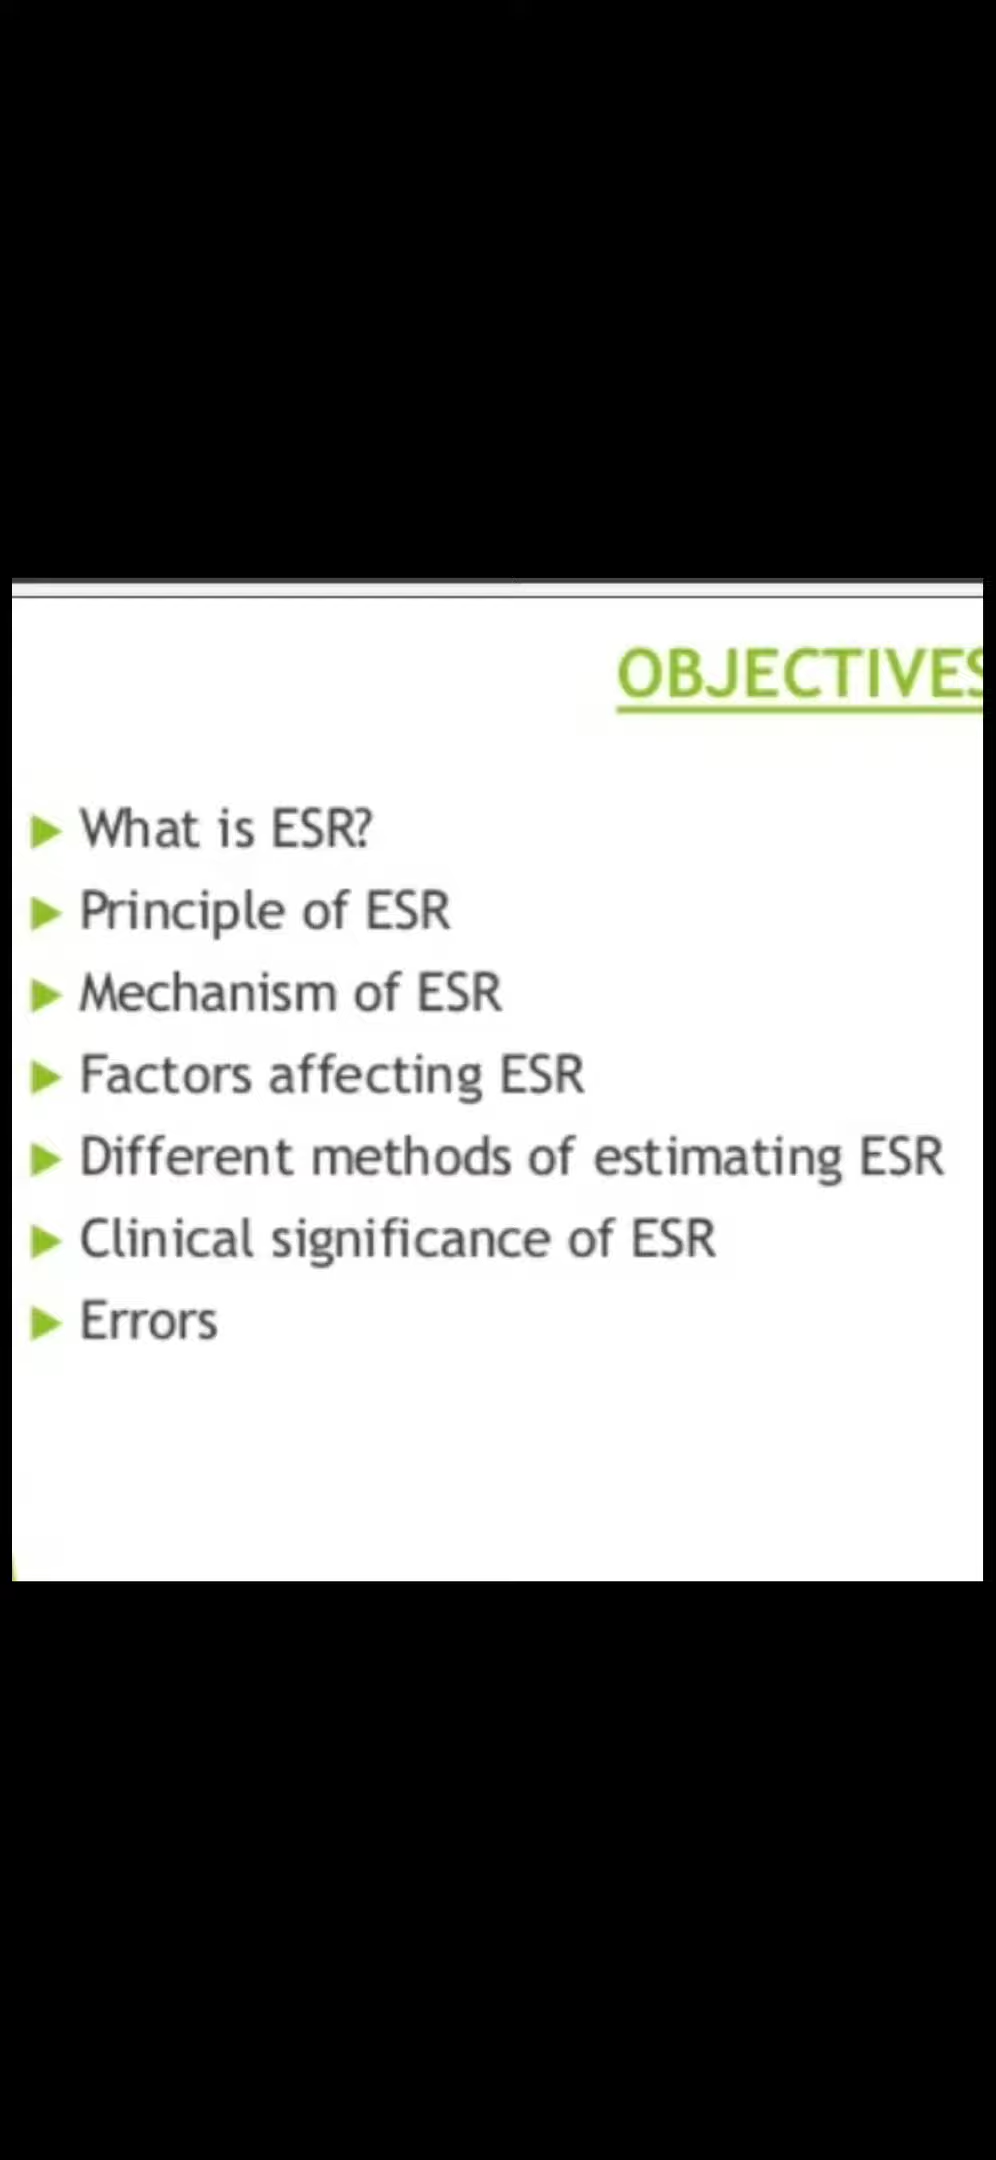 OBJECTIVES
What is ESR?
Principle of ESR
Mechanism of ESR
Factors affecting ESR
Different methods of estimating ESR
Clinical significance of ESR
Errors